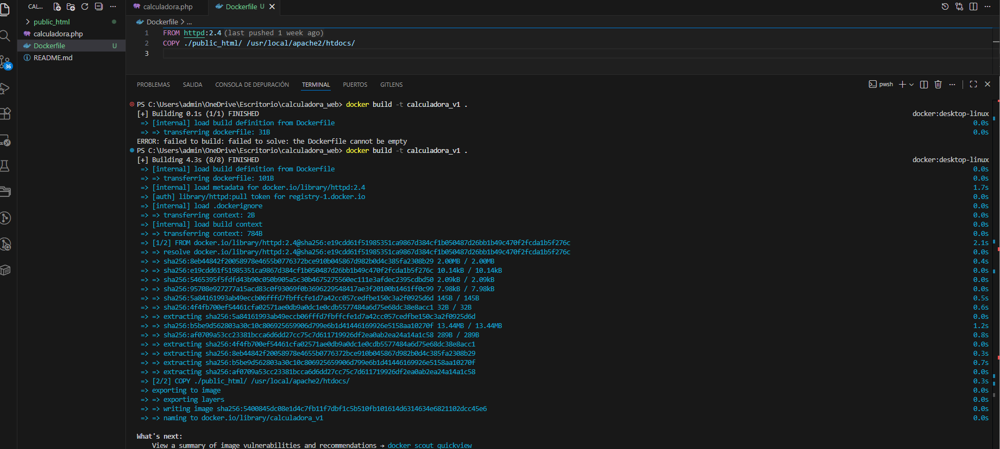 CAL...
calculadora.php
Dockerfile U
public_html
calculadora.php
Dockerfile U
README.md
36
Dockerfile > ...
1 FROM httpd:2.4 (last pushed 1 week ago)
2 COPY ./public_html/ /usr/local/apache2/htdocs/
3
PROBLEMAS SALIDA CONSOLA DE DEPURACIÓN TERMINAL PUERTOS GITLENS
pwsh
PS C:\Users\admin\OneDrive\Escritorio\calculadora_web> docker build -t calculadora_v1 .
[+] Building 0.1s (1/1) FINISHED docker:desktop-linux
=> [internal] load build definition from Dockerfile 0.0s
=> => transferring dockerfile: 31B 0.0s
ERROR: failed to build: failed to solve: the Dockerfile cannot be empty
PS C:\Users\admin\OneDrive\Escritorio\calculadora_web> docker build -t calculadora_v1 .
[+] Building 4.3s (8/8) FINISHED docker:desktop-linux
=> [internal] load build definition from Dockerfile 0.0s
=> => transferring dockerfile: 101B 0.0s
=> [internal] load metadata for docker.io/library/httpd:2.4 1.7s
=> [auth] library/httpd:pull token for registry-1.docker.io 0.0s
=> [internal] load .dockerignore 0.0s
=> => transferring context: 2B 0.0s
=> [internal] load build context 0.0s
=> => transferring context: 784B 0.0s
=> [1/2] FROM docker.io/library/httpd:2.4@sha256:e19cdd61f51985351ca9867d384cf1b050487d26bb1b49c470f2fcda1b5f276c 2.1s
=> => resolve docker.io/library/httpd:2.4@sha256:e19cdd61f51985351ca9867d384cf1b050487d26bb1b49c470f2fcda1b5f276c 0.0s
=> => sha256:8eb44842f20058978e4655b0776372bce910b045867d982b0d4c385fa2308b29 2.00MB / 2.00MB 0.4s
=> => sha256:e19cdd61f51985351ca9867d384cf1b050487d26bb1b49c470f2fcda1b5f276c 10.14kB / 10.14kB 0.0s
=> => sha256:5465395f5fdfd43b90c050b905a5c30b4675275560ec111e3afdec2395cdbd50 2.09kB / 2.09kB 0.0s
=> => sha256:95708e927277a15acd83c0f93069f0b3696229548417ae3f20100b1461ff0c99 7.98kB / 7.98kB 0.0s
=> => sha256:5a84161993ab49eccb06fffd7fbffcfe1d7a42cc057cedfbe150c3a2f0925d6d 145B / 145B 0.5s
=> => sha256:4f4fb700ef54461cfa02571ae0db9a0dc1e0cdb5577484a6d75e68dc38e8acc1 32B / 32B 0.6s
=> => extracting sha256:5a84161993ab49eccb06fffd7fbffcfe1d7a42cc057cedfbe150c3a2f0925d6d 0.0s
=> => sha256:b5be9d562803a30c10c806925659906d799e6b1d41446169926e5158aa10270f 13.44MB / 13.44MB 1.2s
=> => sha256:af0709a53cc23381bcca6d6dd27cc75c7d611719926df2ea0ab2ea24a14a1c58 289B / 289B 0.8s
=> => extracting sha256:4f4fb700ef54461cfa02571ae0db9a0dc1e0cdb5577484a6d75e68dc38e8acc1 0.0s
=> => extracting sha256:8eb44842f20058978e4655b0776372bce910b045867d982b0d4c385fa2308b29 0.3s
=> => extracting sha256:b5be9d562803a30c10c806925659906d799e6b1d41446169926e5158aa10270f 0.7s
=> => extracting sha256:af0709a53cc23381bcca6d6dd27cc75c7d611719926df2ea0ab2ea24a14a1c58 0.0s
=> [2/2] COPY ./public_html/ /usr/local/apache2/htdocs/ 0.3s
=> exporting to image 0.0s
=> => exporting layers 0.0s
=> => writing image sha256:5400845dc08e1d4c7fb11f7dbf1c5b510fb101614d6314634e6821102dcc45e6 0.0s
=> => naming to docker.io/library/calculadora_v1 0.0s
What's next:
View a summary of image vulnerabilities and recommendations → docker scout quickview